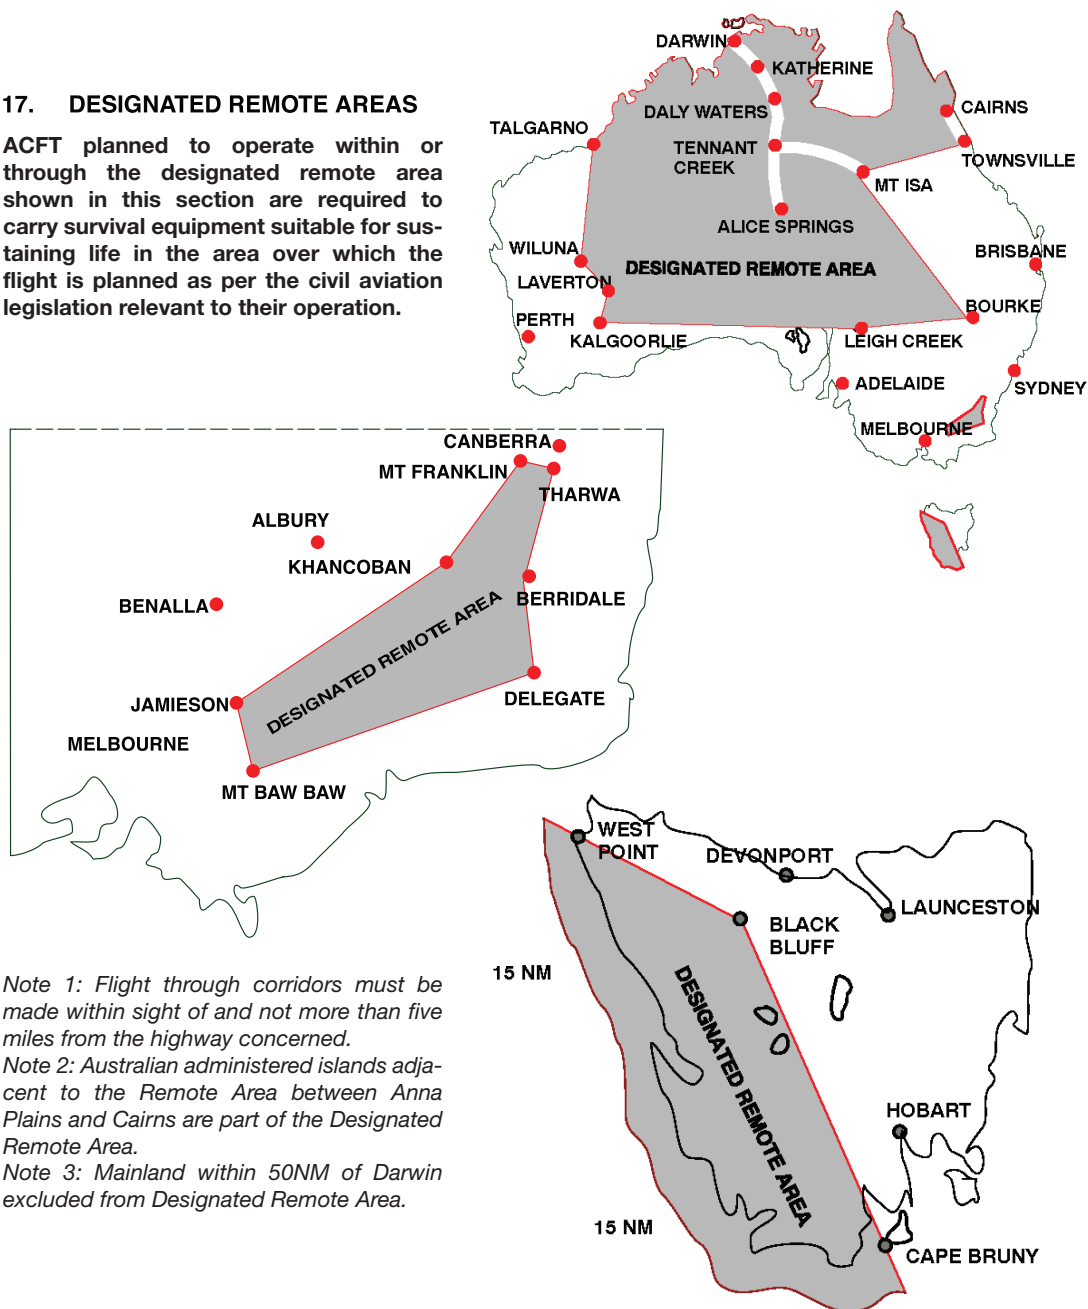 17. DESIGNATED REMOTE AREAS
ACFT planned to operate within or
through the designated remote area
shown in this section are required to
carry survival equipment suitable for sus-
taining life in the area over which the
flight is planned as per the civil aviation
legislation relevant to their operation.
DARWIN
KATHERINE
DALY WATERS
CAIRNS
TALGARNO
TENNANT
CREEK
TOWNSVILLE
MT ISA
ALICE SPRINGS
WILUNA
BRISBANE
DESIGNATED REMOTE AREA
LAVERTON
BOURKE
PERTH
KALGOORLIE
LEIGH CREEK
ADELAIDE
SYDNEY
MELBOURNE
CANBERRA
MT FRANKLIN
THARWA
ALBURY
KHANCOBAN
BENALLA
BERRIDALE
DESIGNATED REMOTE AREA
JAMIESON
DELEGATE
MELBOURNE
MT BAW BAW
WEST
POINT
DEVONPORT
LAUNCESTON
BLACK
BLUFF
15 NM
DESIGNATED REMOTE AREA
HOBART
15 NM
CAPE BRUNY
Note 1: Flight through corridors must be
made within sight of and not more than five
miles from the highway concerned.
Note 2: Australian administered islands adja-
cent to the Remote Area between Anna
Plains and Cairns are part of the Designated
Remote Area.
Note 3: Mainland within 50NM of Darwin
excluded from Designated Remote Area.